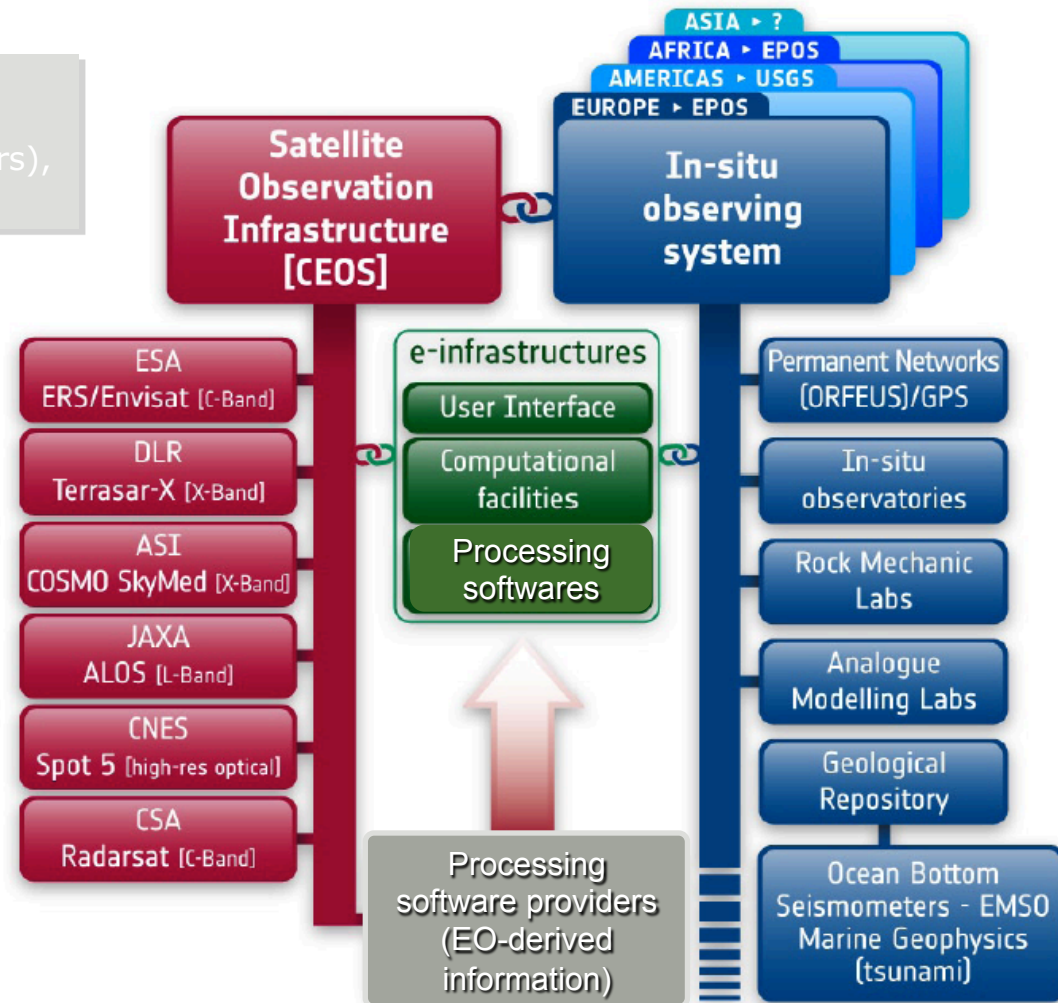 ASIA ▸ ?
AFRICA ▸ EPOS
AMERICAS ▸ USGS
EUROPE ▸ EPOS
rs),
Satellite
Observation
Infrastructure
[CEOS]
In-situ
observing
system
ESA
ERS/Envisat [C-Band]
DLR
Terrasar-X [X-Band]
ASI
COSMO SkyMed [X-Band]
JAXA
ALOS [L-Band]
CNES
Spot 5 [high-res optical]
CSA
Radarsat [C-Band]
e-infrastructures
User Interface
Computational
facilities
Processing
softwares
Processing
software providers
(EO-derived
information)
Permanent Networks
(ORFEUS)/GPS
In-situ
observatories
Rock Mechanic
Labs
Analogue
Modelling Labs
Geological
Repository
Ocean Bottom
Seismometers - EMSO
Marine Geophysics
(tsunami)